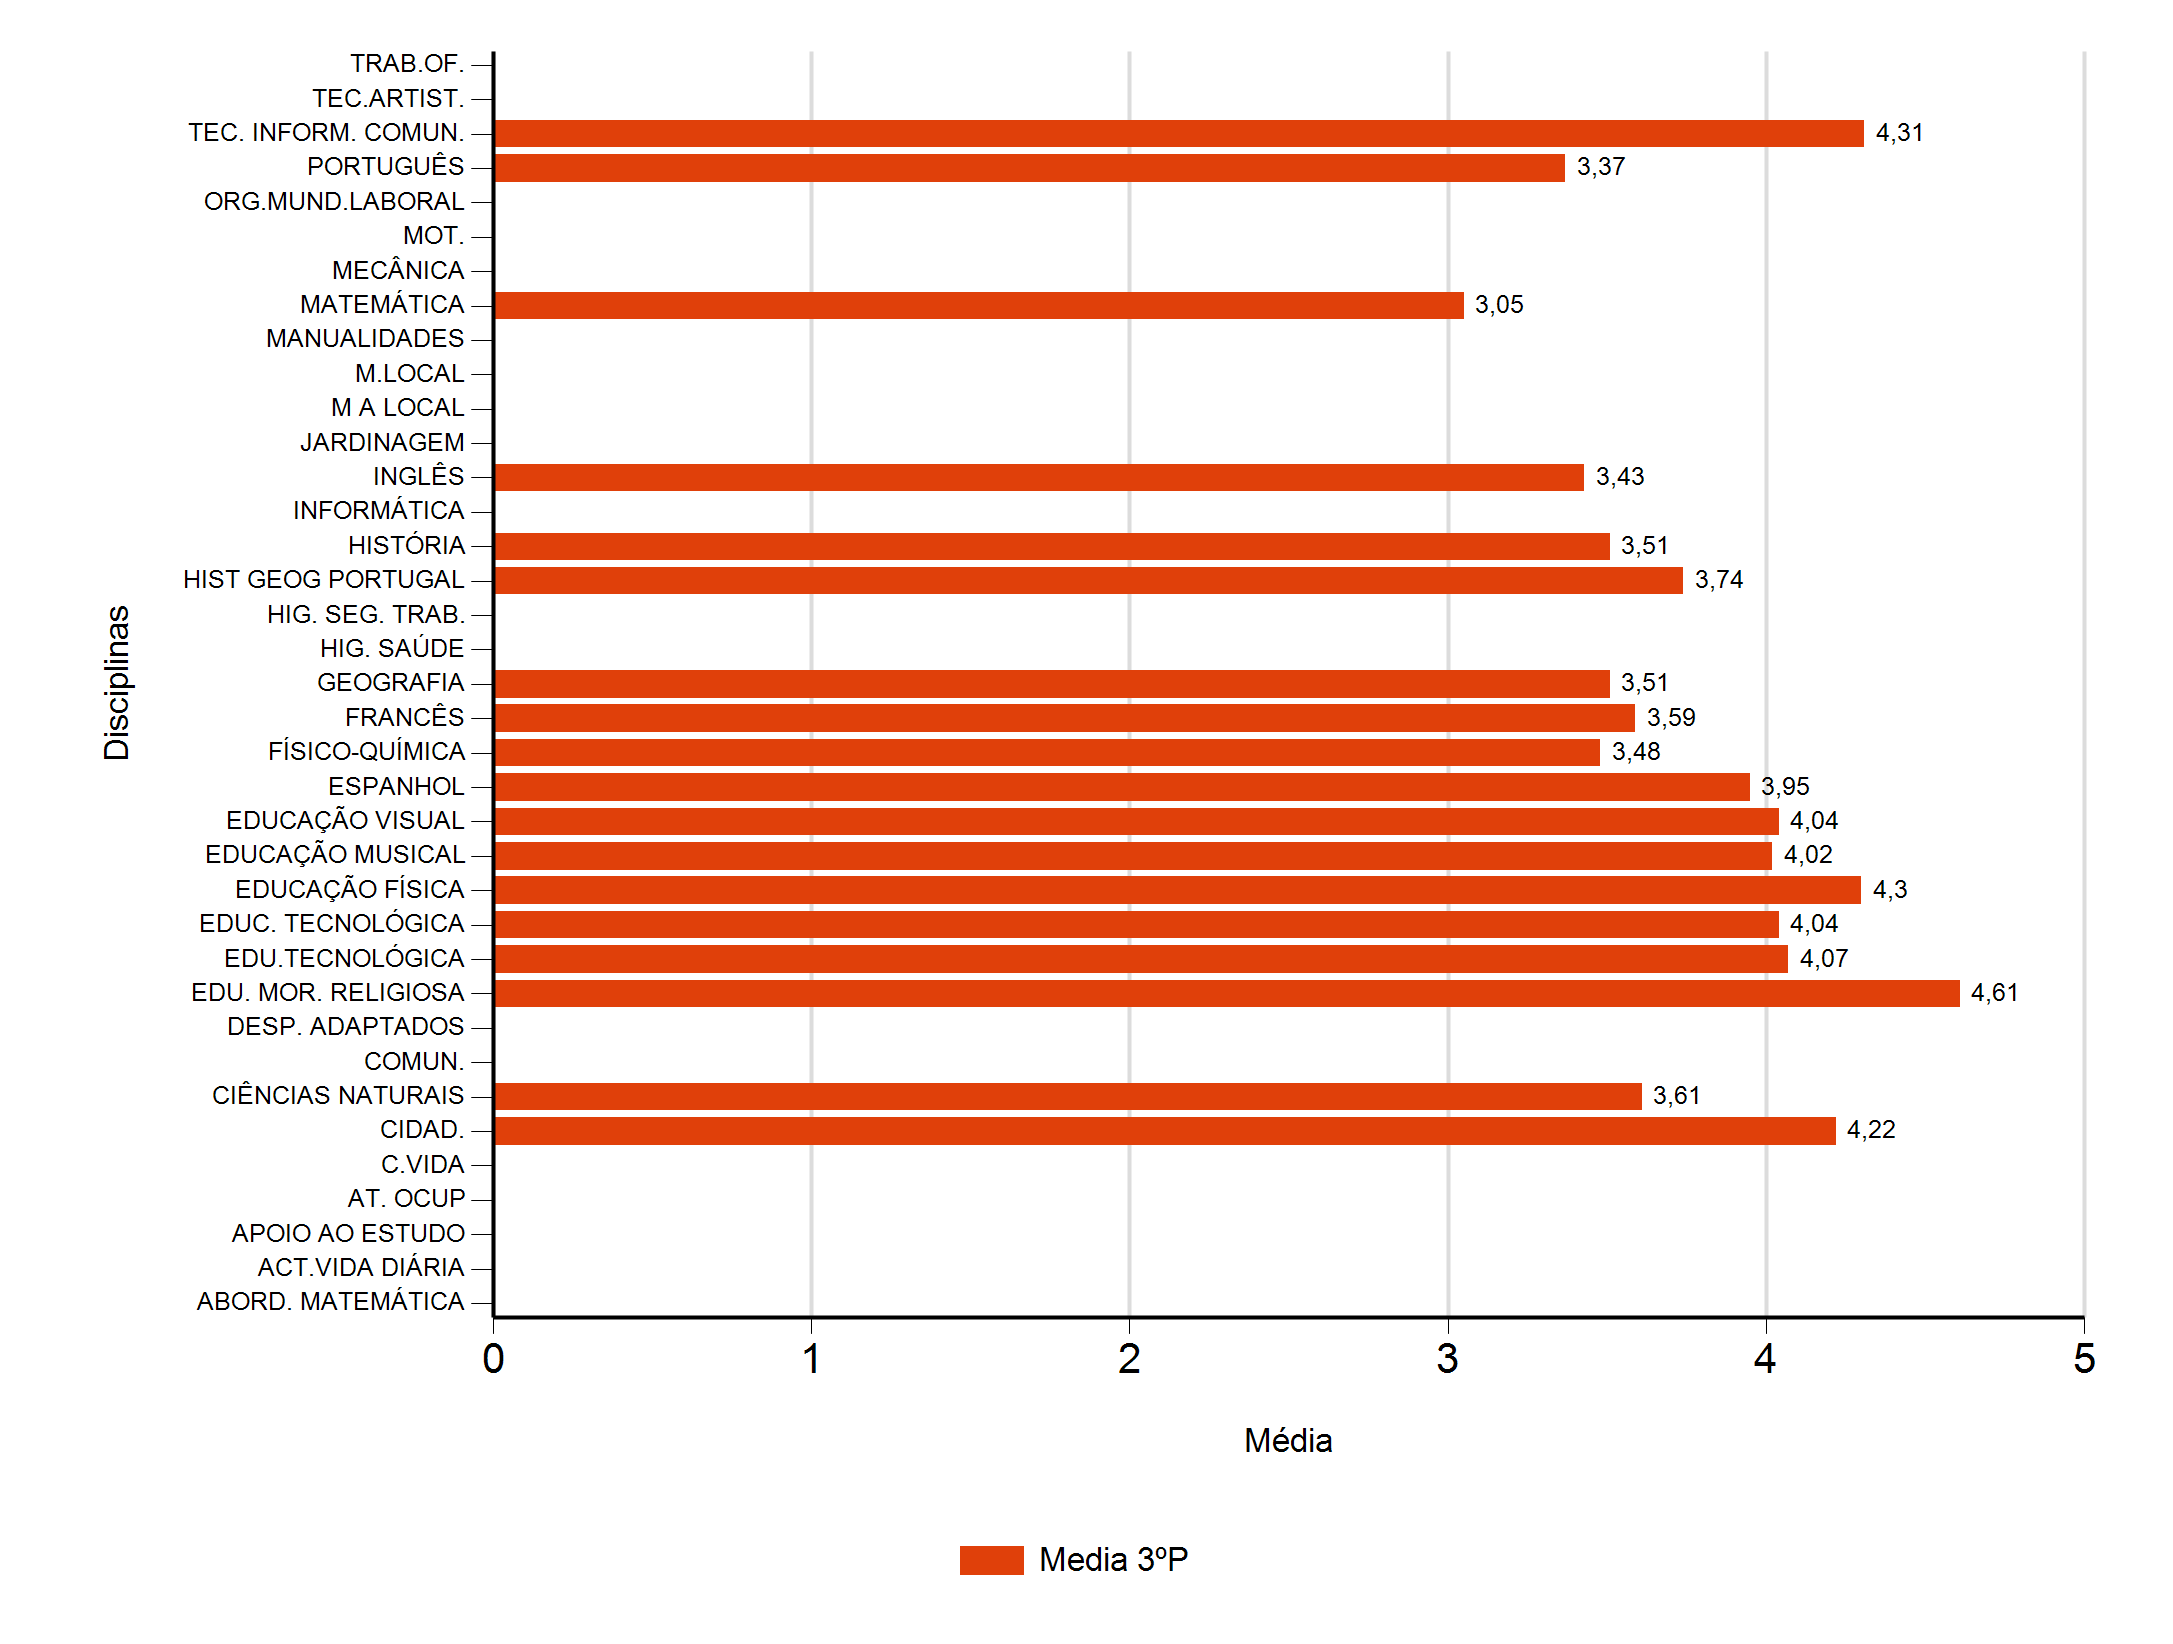 TRAB.OF.
TEC.ARTIST.
TEC. INFORM. COMUN. 4,31
PORTUGUÊS 3,37
ORG.MUND.LABORAL
MOT.
MECÂNICA
MATEMÁTICA 3,05
MANUALIDADES
M.LOCAL
M A LOCAL
JARDINAGEM
INGLÊS 3,43
INFORMÁTICA
HISTÓRIA 3,51
HIST GEOG PORTUGAL 3,74
HIG. SEG. TRAB.
HIG. SAÚDE
GEOGRAFIA 3,51
FRANCÊS 3,59
FÍSICO-QUÍMICA 3,48
ESPANHOL 3,95
EDUCAÇÃO VISUAL 4,04
EDUCAÇÃO MUSICAL 4,02
EDUCAÇÃO FÍSICA 4,3
EDUC. TECNOLÓGICA 4,04
EDU.TECNOLÓGICA 4,07
EDU. MOR. RELIGIOSA 4,61
DESP. ADAPTADOS
COMUN.
CIÊNCIAS NATURAIS 3,61
CIDAD. 4,22
C.VIDA
AT. OCUP
APOIO AO ESTUDO
ACT.VIDA DIÁRIA
ABORD. MATEMÁTICA
Disciplinas
0 1 2 3 4 5
Média
Media 3ºP